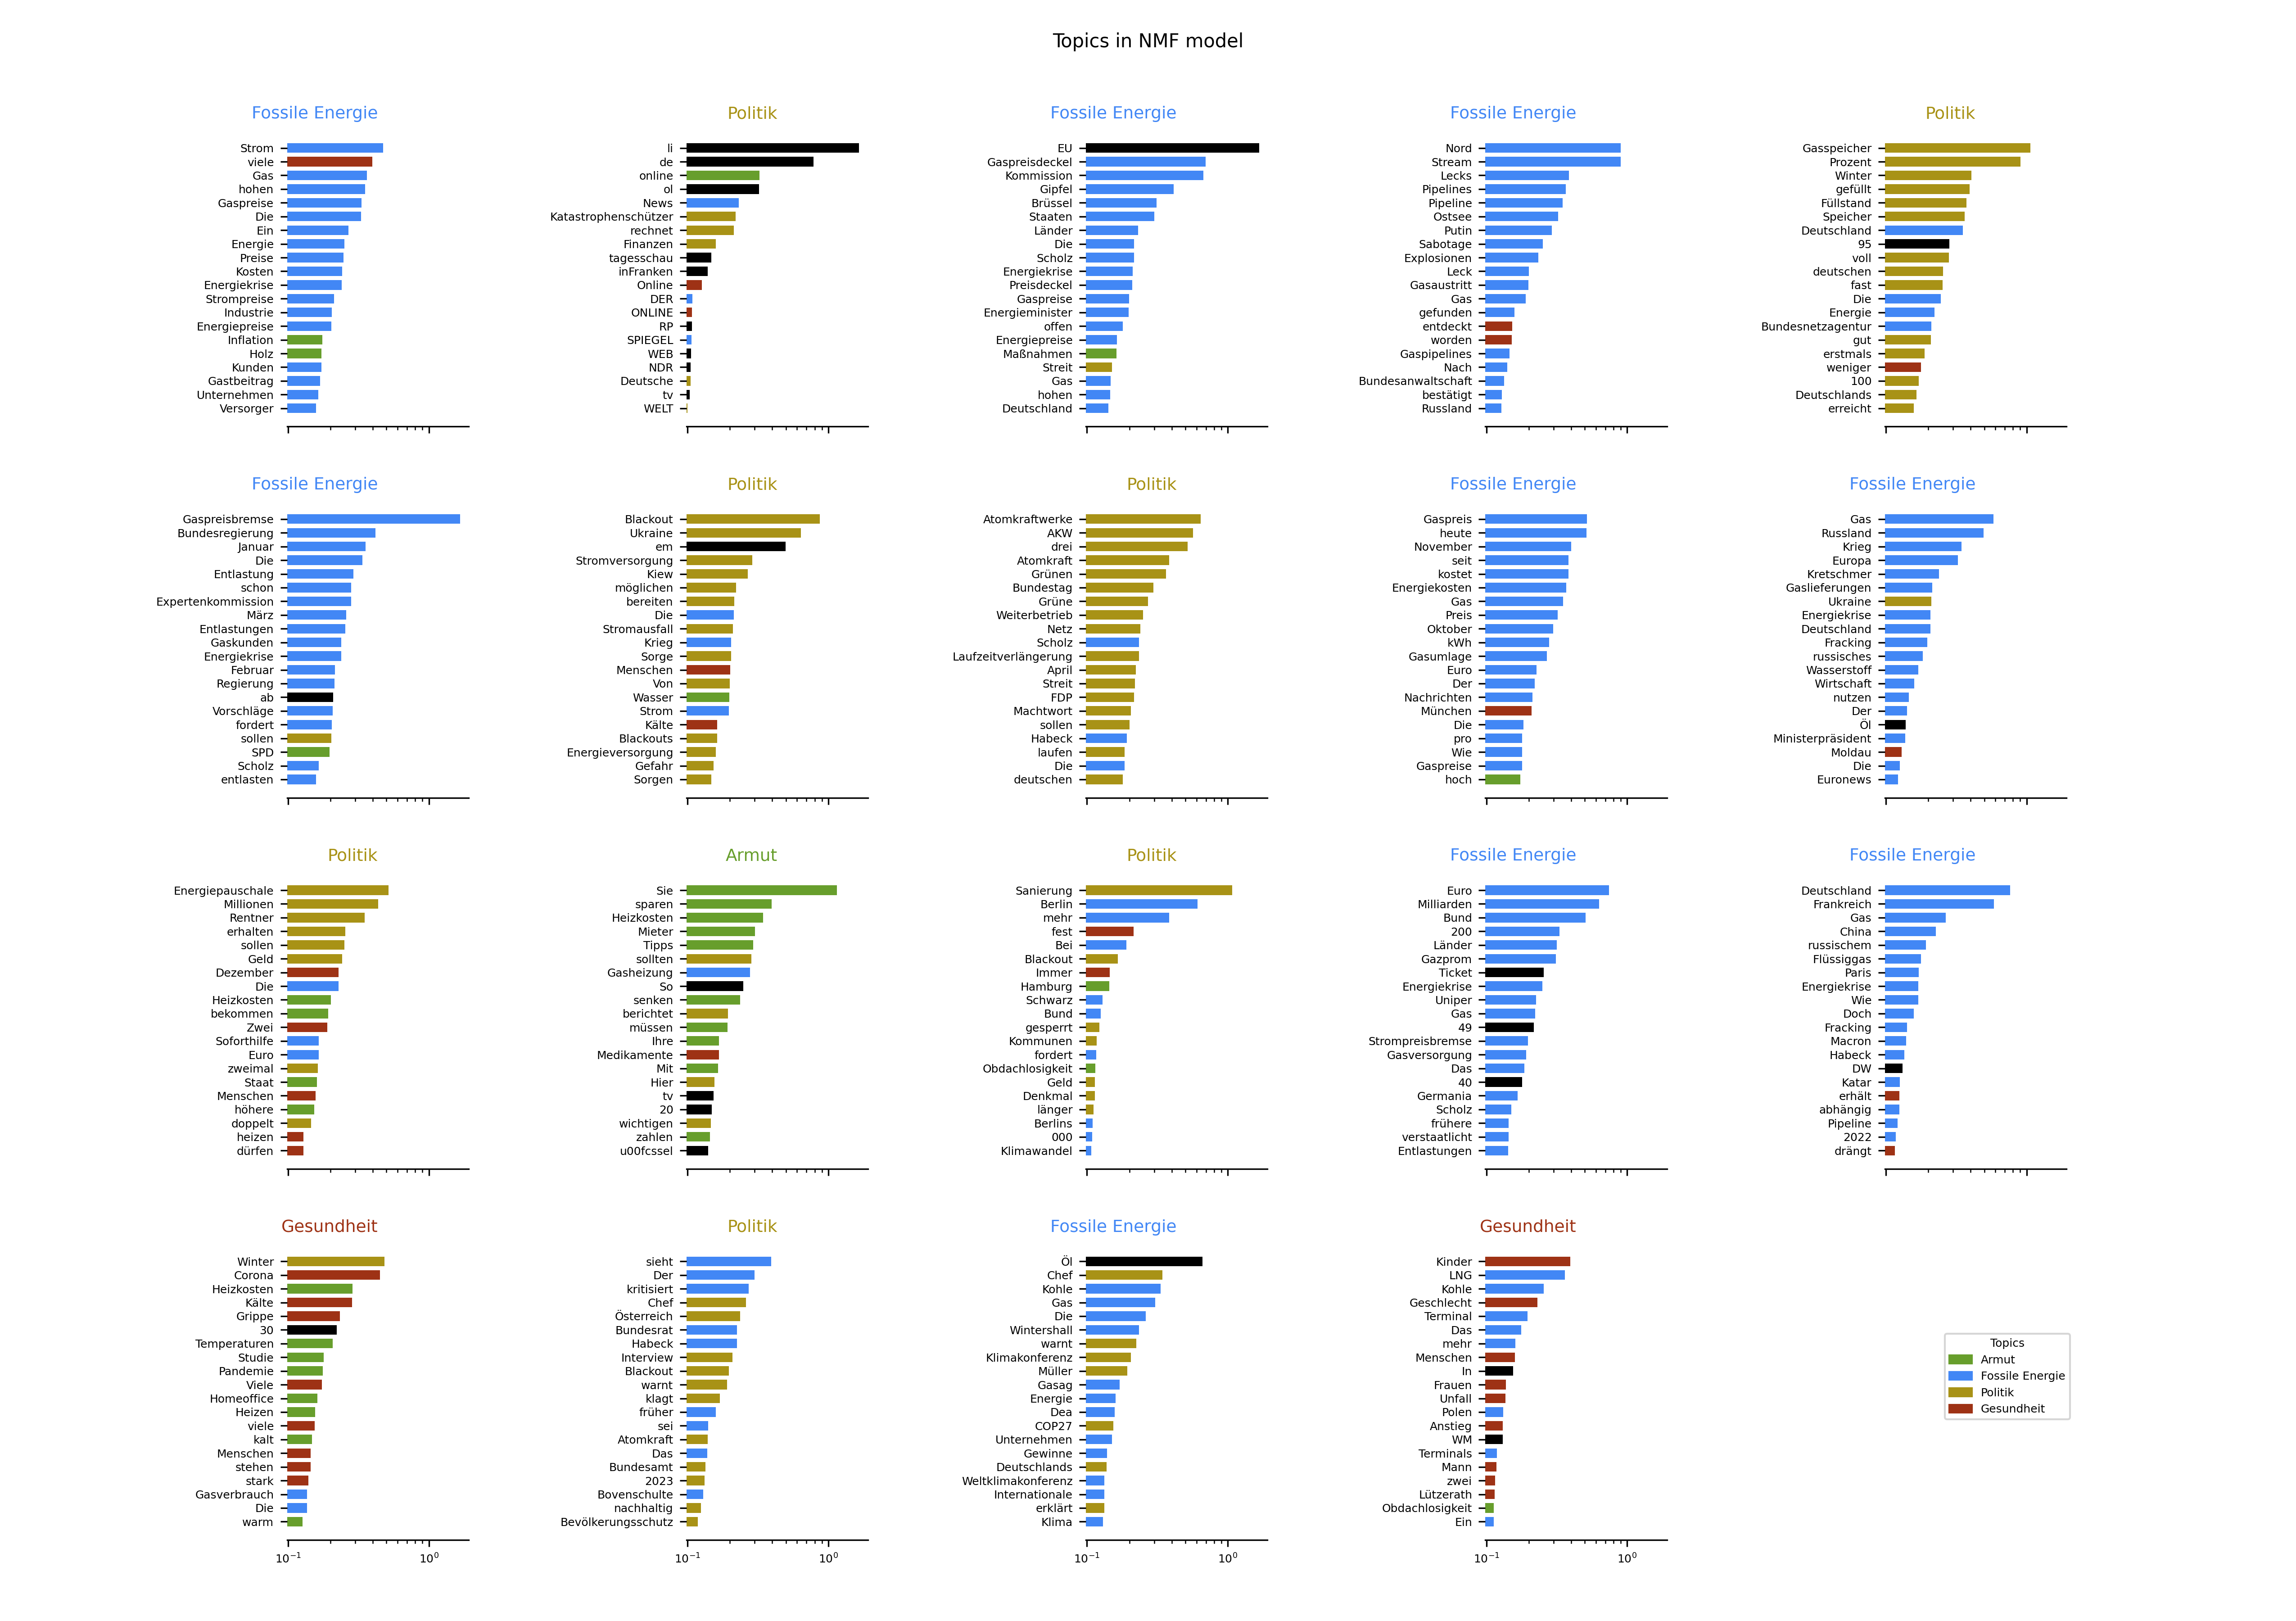 Topics in NMF model
Fossile Energie
Strom
viele
Gas
hohen
Gaspreise
Die
Ein
Energie
Preise
Kosten
Energiekrise
Strompreise
Industrie
Energiepreise
Inflation
Holz
Kunden
Gastbeitrag
Unternehmen
Versorger
Politik
li
de
online
ol
News
Katastrophenschützer
rechnet
Finanzen
tagesschau
inFranken
Online
DER
ONLINE
RP
SPIEGEL
WEB
NDR
Deutsche
tv
WELT
Fossile Energie
EU
Gaspreisdeckel
Kommission
Gipfel
Brüssel
Staaten
Länder
Die
Scholz
Energiekrise
Preisdeckel
Gaspreise
Energieminister
offen
Energiepreise
Maßnahmen
Streit
Gas
hohen
Deutschland
Fossile Energie
Nord
Stream
Lecks
Pipelines
Pipeline
Ostsee
Putin
Sabotage
Explosionen
Leck
Gasaustritt
Gas
gefunden
entdeckt
worden
Gaspipelines
Nach
Bundesanwaltschaft
bestätigt
Russland
Politik
Gasspeicher
Prozent
Winter
gefüllt
Füllstand
Speicher
Deutschland
95
voll
deutschen
fast
Die
Energie
Bundesnetzagentur
gut
erstmals
weniger
100
Deutschlands
erreicht
Fossile Energie
Gaspreisbremse
Bundesregierung
Januar
Die
Entlastung
schon
Expertenkommission
März
Entlastungen
Gaskunden
Energiekrise
Februar
Regierung
ab
Vorschläge
fordert
sollen
SPD
Scholz
entlasten
Politik
Blackout
Ukraine
em
Stromversorgung
Kiew
möglichen
bereiten
Die
Stromausfall
Krieg
Sorge
Menschen
Von
Wasser
Strom
Kälte
Blackouts
Energieversorgung
Gefahr
Sorgen
Politik
Atomkraftwerke
AKW
drei
Atomkraft
Grünen
Bundestag
Grüne
Weiterbetrieb
Netz
Scholz
Laufzeitverlängerung
April
Streit
FDP
Machtwort
sollen
Habeck
laufen
Die
deutschen
Fossile Energie
Gaspreis
heute
November
seit
kostet
Energiekosten
Gas
Preis
Oktober
kWh
Gasumlage
Euro
Der
Nachrichten
München
Die
pro
Wie
Gaspreise
hoch
Fossile Energie
Gas
Russland
Krieg
Europa
Kretschmer
Gaslieferungen
Ukraine
Energiekrise
Deutschland
Fracking
russisches
Wasserstoff
Wirtschaft
nutzen
Der
Öl
Ministerpräsident
Moldau
Die
Euronews
Politik
Energiepauschale
Millionen
Rentner
erhalten
sollen
Geld
Dezember
Die
Heizkosten
bekommen
Zwei
Soforthilfe
Euro
zweimal
Staat
Menschen
höhere
doppelt
heizen
dürfen
Armut
Sie
sparen
Heizkosten
Mieter
Tipps
sollten
Gasheizung
So
senken
berichtet
müssen
Ihre
Medikamente
Mit
Hier
tv
20
wichtigen
zahlen
u00fcssel
Politik
Sanierung
Berlin
mehr
fest
Bei
Blackout
Immer
Hamburg
Schwarz
Bund
gesperrt
Kommunen
fordert
Obdachlosigkeit
Geld
Denkmal
länger
Berlins
000
Klimawandel
Fossile Energie
Euro
Milliarden
Bund
200
Länder
Gazprom
Ticket
Energiekrise
Uniper
Gas
49
Strompreisbremse
Gasversorgung
Das
40
Germania
Scholz
frühere
verstaatlicht
Entlastungen
Fossile Energie
Deutschland
Frankreich
Gas
China
russischem
Flüssiggas
Paris
Energiekrise
Wie
Doch
Fracking
Macron
Habeck
DW
Katar
erhält
abhängig
Pipeline
2022
drängt
Gesundheit
Winter
Corona
Heizkosten
Kälte
Grippe
30
Temperaturen
Studie
Pandemie
Viele
Homeoffice
Heizen
viele
kalt
Menschen
stehen
stark
Gasverbrauch
Die
warm
10⁻¹ 10⁰
Politik
sieht
Der
kritisiert
Chef
Österreich
Bundesrat
Habeck
Interview
Blackout
warnt
klagt
früher
sei
Atomkraft
Das
Bundesamt
2023
Bovenschulte
nachhaltig
Bevölkerungsschutz
10⁻¹ 10⁰
Fossile Energie
Öl
Chef
Kohle
Gas
Die
Wintershall
warnt
Klimakonferenz
Müller
Gasag
Energie
Dea
COP27
Unternehmen
Gewinne
Deutschlands
Weltklimakonferenz
Internationale
erklärt
Klima
10⁻¹ 10⁰
Gesundheit
Kinder
LNG
Kohle
Geschlecht
Terminal
Das
mehr
Menschen
In
Frauen
Unfall
Polen
Anstieg
WM
Terminals
Mann
zwei
Lützerath
Obdachlosigkeit
Ein
10⁻¹ 10⁰
Topics
Armut
Fossile Energie
Politik
Gesundheit